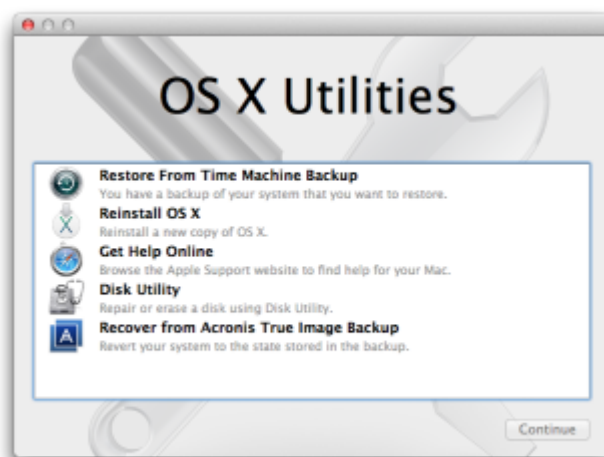 OS X Utilities
Restore From Time Machine Backup
You have a backup of your system that you want to restore.
Reinstall OS X
Reinstall a new copy of OS X.
Get Help Online
Browse the Apple Support website to find help for your Mac.
Disk Utility
Repair or erase a disk using Disk Utility.
Recover from Acronis True Image Backup
Revert your system to the state stored in the backup.
Continue